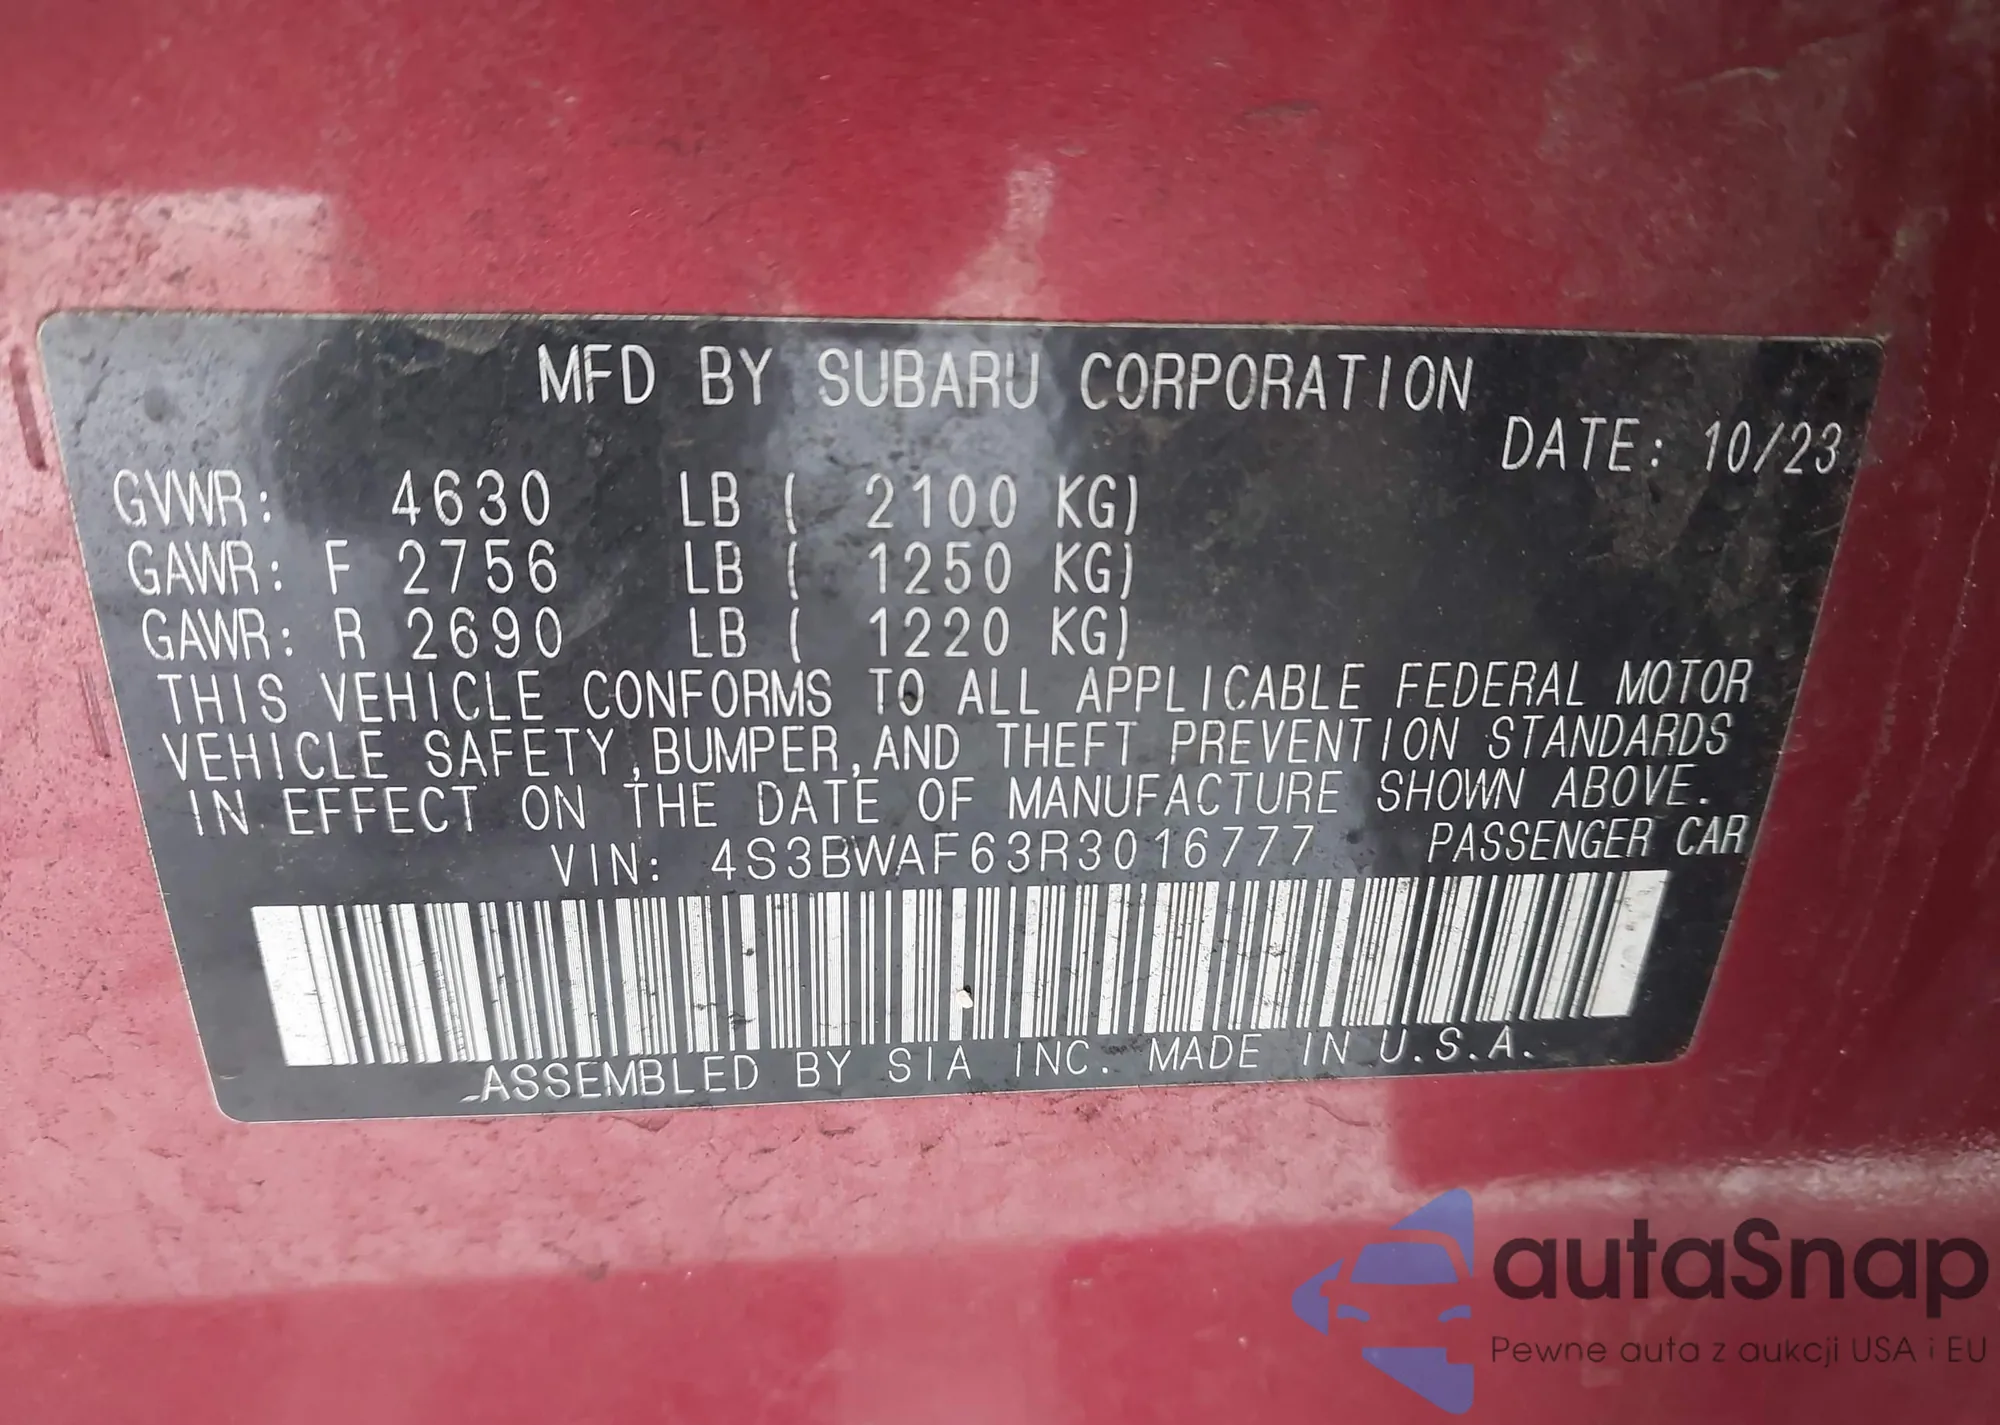 MFD BY SUBARU CORPORATION
DATE: 10/23
GVWR: 4630 LB ( 2100 KG)
GAWR: F 2756 LB ( 1250 KG)
GAWR: R 2690 LB ( 1220 KG)
THIS VEHICLE CONFORMS TO ALL APPLICABLE FEDERAL MOTOR
VEHICLE SAFETY,BUMPER,AND THEFT PREVENTION STANDARDS
IN EFFECT ON THE DATE OF MANUFACTURE SHOWN ABOVE.
VIN: 4S3BWAF63R3016777 PASSENGER CAR
ASSEMBLED BY SIA INC. MADE IN U.S.A.
autaSnap
Pewne auta z aukcji USA i EU